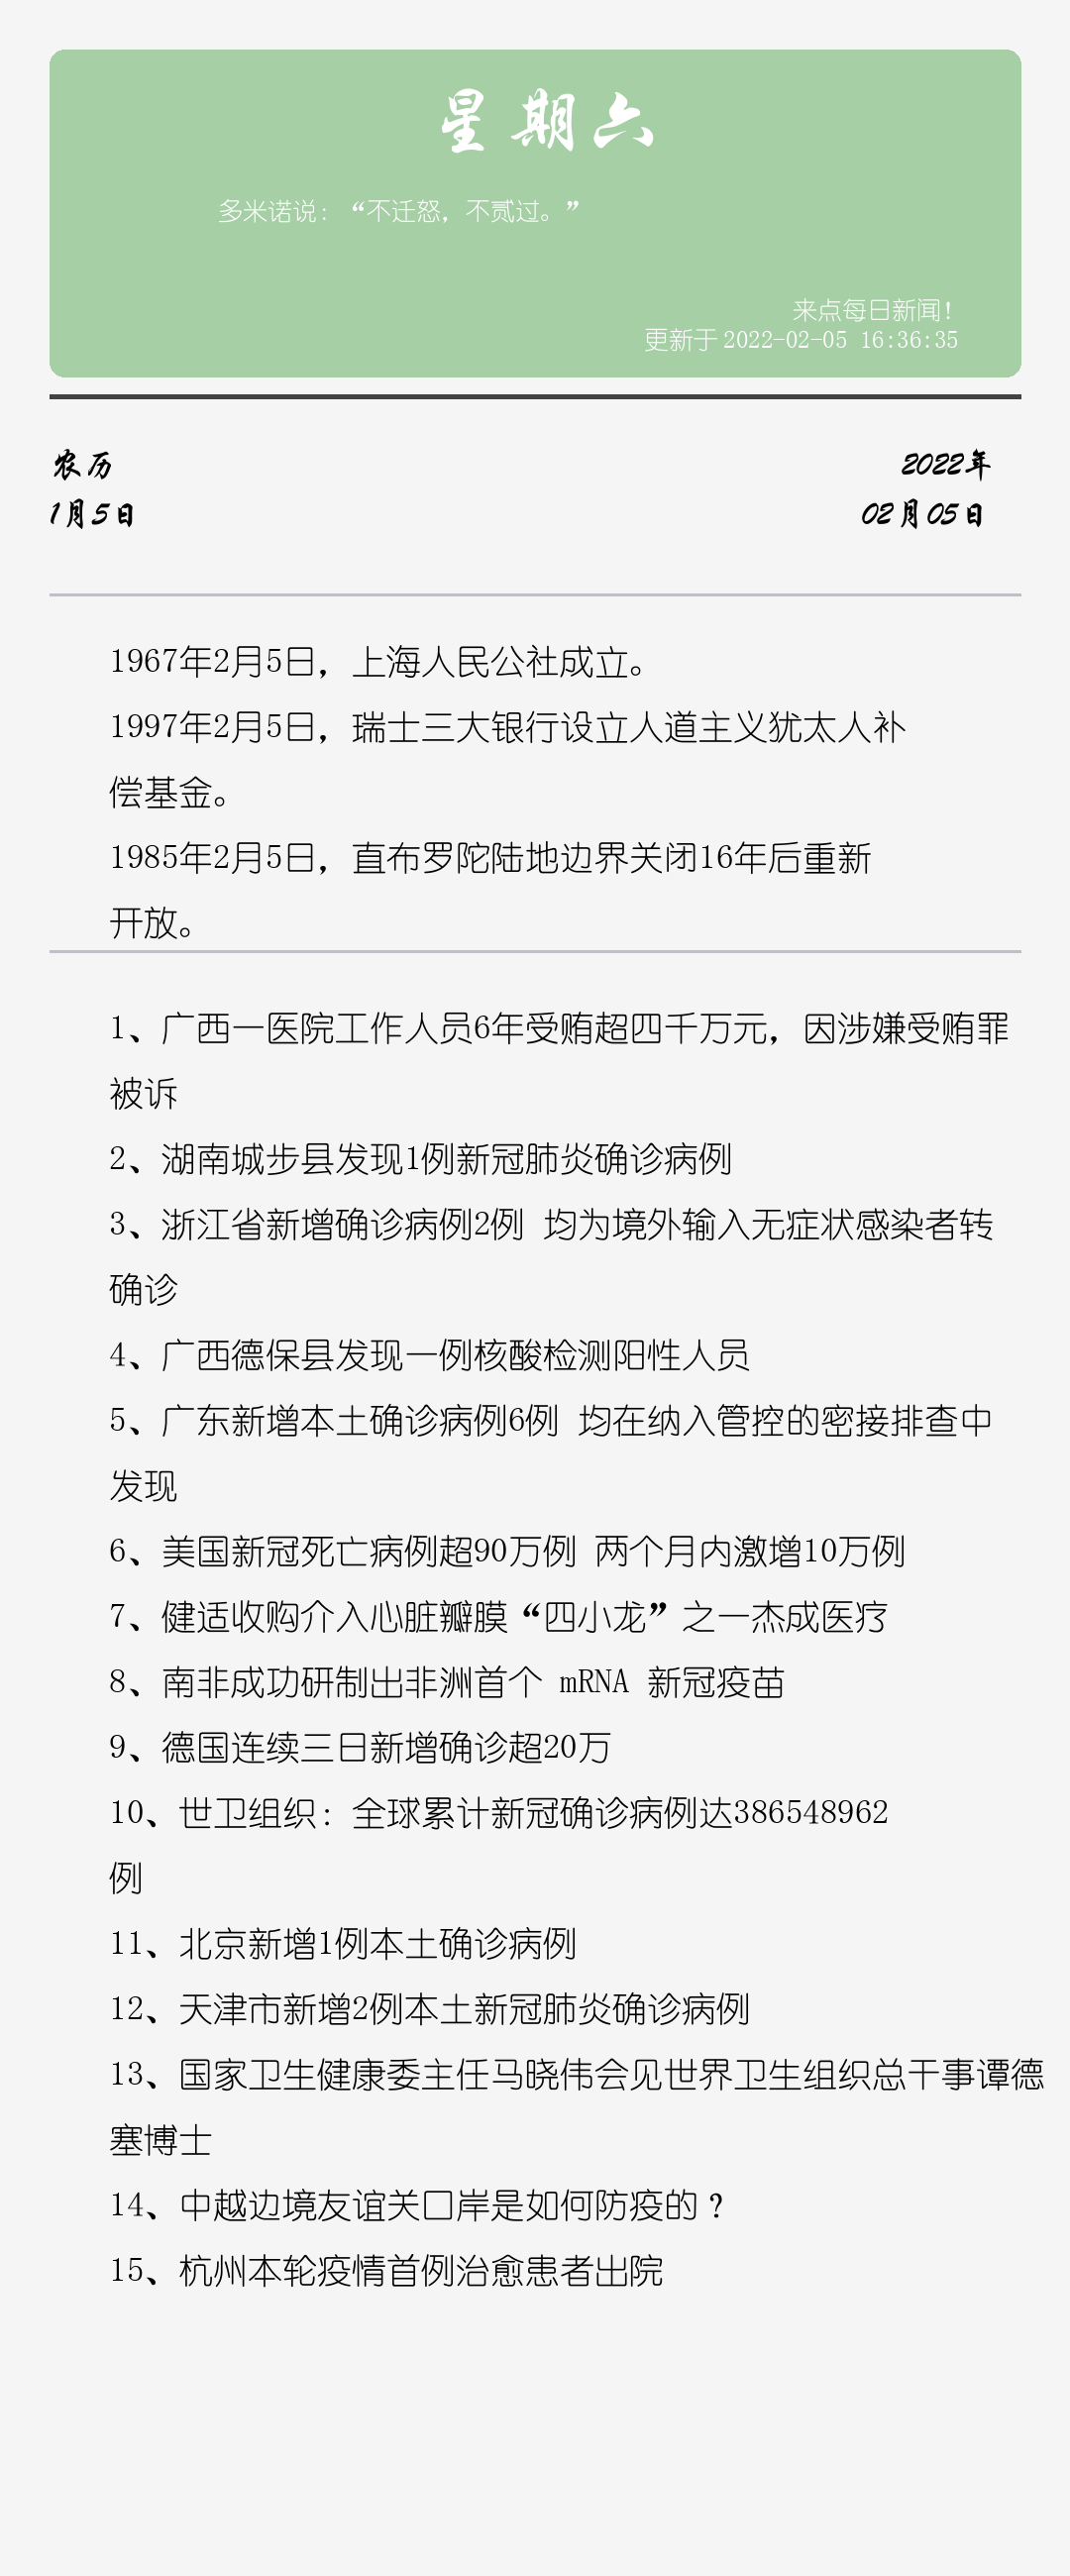 星期六
多米诺说：“不迁怒，不贰过。”
来点每日新闻！
更新于 2022-02-05 16:36:35
农历
2022年
1月5日
02月05日
1967年2月5日，上海人民公社成立。
1997年2月5日，瑞士三大银行设立人道主义犹太人补
偿基金。
1985年2月5日，直布罗陀陆地边界关闭16年后重新
开放。
1、广西一医院工作人员6年受贿超四千万元，因涉嫌受贿罪
被诉
2、湖南城步县发现1例新冠肺炎确诊病例
3、浙江省新增确诊病例2例 均为境外输入无症状感染者转
确诊
4、广西德保县发现一例核酸检测阳性人员
5、广东新增本土确诊病例6例 均在纳入管控的密接排查中
发现
6、美国新冠死亡病例超90万例 两个月内激增10万例
7、健适收购介入心脏瓣膜“四小龙”之一杰成医疗
8、南非成功研制出非洲首个 mRNA 新冠疫苗
9、德国连续三日新增确诊超20万
10、世卫组织：全球累计新冠确诊病例达386548962
例
11、北京新增1例本土确诊病例
12、天津市新增2例本土新冠肺炎确诊病例
13、国家卫生健康委主任马晓伟会见世界卫生组织总干事谭德
塞博士
14、中越边境友谊关口岸是如何防疫的？
15、杭州本轮疫情首例治愈患者出院